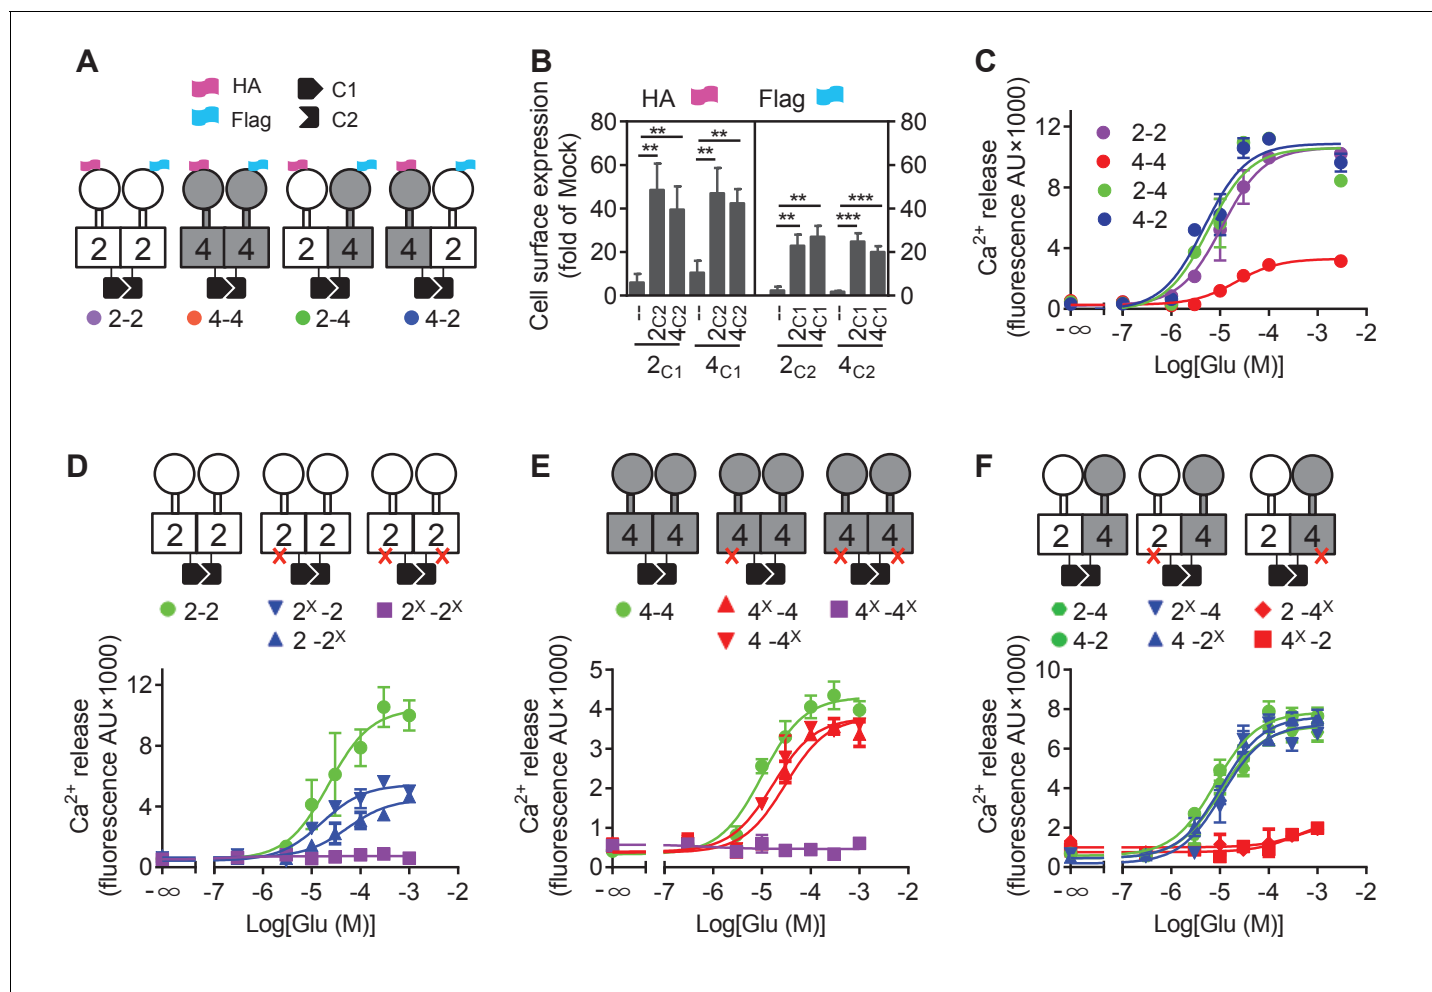 A
HA
C1
Flag
C2
2 2 4 4 2 4 4 2
2-2 4-4 2-4 4-2
B
HA Flag
Cell surface expression
(fold of Mock)
80 80
60 60
40 40
20 20
0 0
** ** ** ** ** ** *** ***
-- 2C2 4C2 -- 2C2 4C2 -- 2C1 4C1 -- 2C1 4C1
2C1 4C1 2C2 4C2
C
Ca2+ release
(fluorescence AU×1000)
12
8
4
0
2-2
4-4
2-4
4-2
-∞ -7 -6 -5 -4 -3 -2
Log[Glu (M)]
D
2 2 2 2 2 2
X X X
2-2 2X -2 2X -2X
2 -2X
Ca2+ release
(fluorescence AU×1000)
12
8
4
0
-∞ -7 -6 -5 -4 -3 -2
Log[Glu (M)]
E
4 4 4 4 4 4
X X X
4-4 4X -4 4X -4X
4 -4X
Ca2+ release
(fluorescence AU×1000)
5
4
3
2
1
0
-∞ -7 -6 -5 -4 -3 -2
Log[Glu (M)]
F
2 4 2 4 2 4
X X
2-4 2X -4 2 -4X
4-2 4 -2X 4X -2
Ca2+ release
(fluorescence AU×1000)
10
8
6
4
2
0
-∞ -7 -6 -5 -4 -3 -2
Log[Glu (M)]